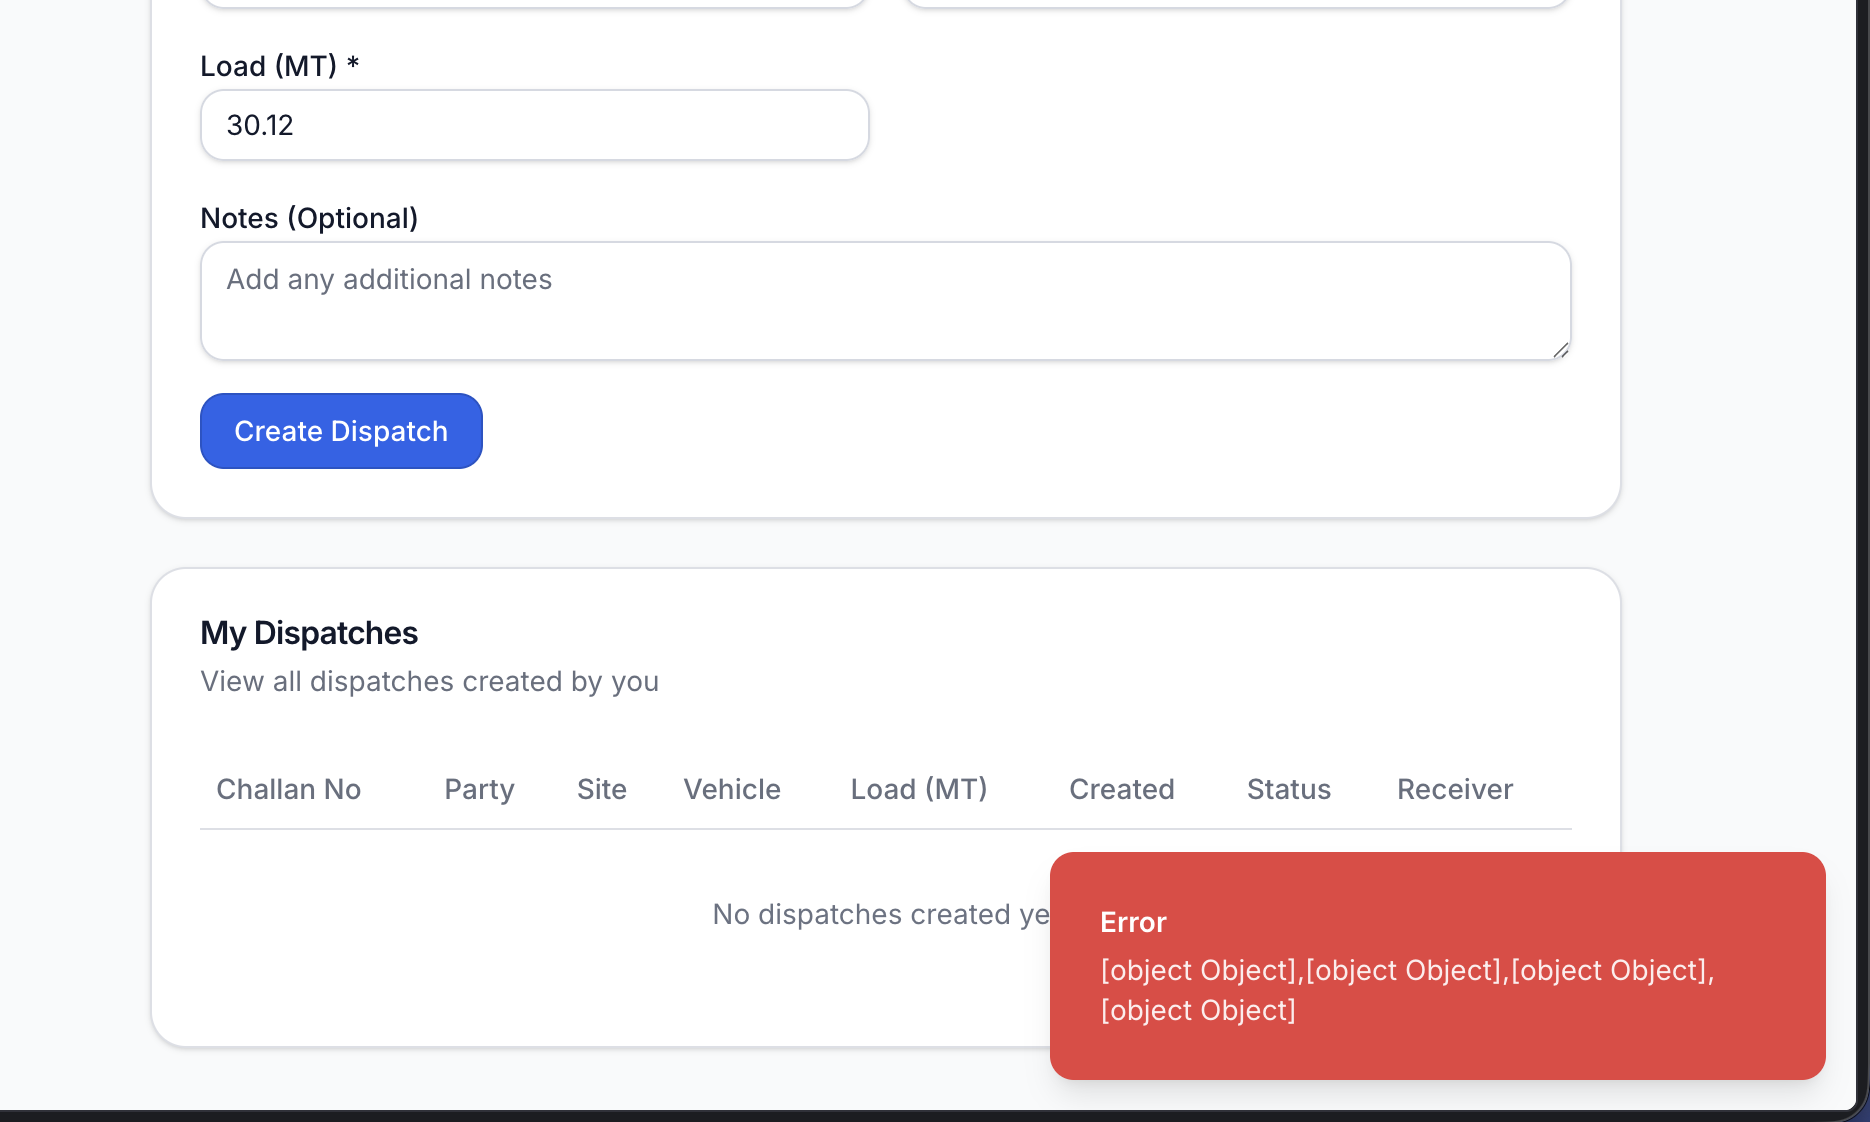 Load (MT) *
30.12
Notes (Optional)
Add any additional notes
Create Dispatch
My Dispatches
View all dispatches created by you
Challan No Party Site Vehicle Load (MT) Created Status Receiver
No dispatches created ye
Error
[object Object],[object Object],[object Object],
[object Object]